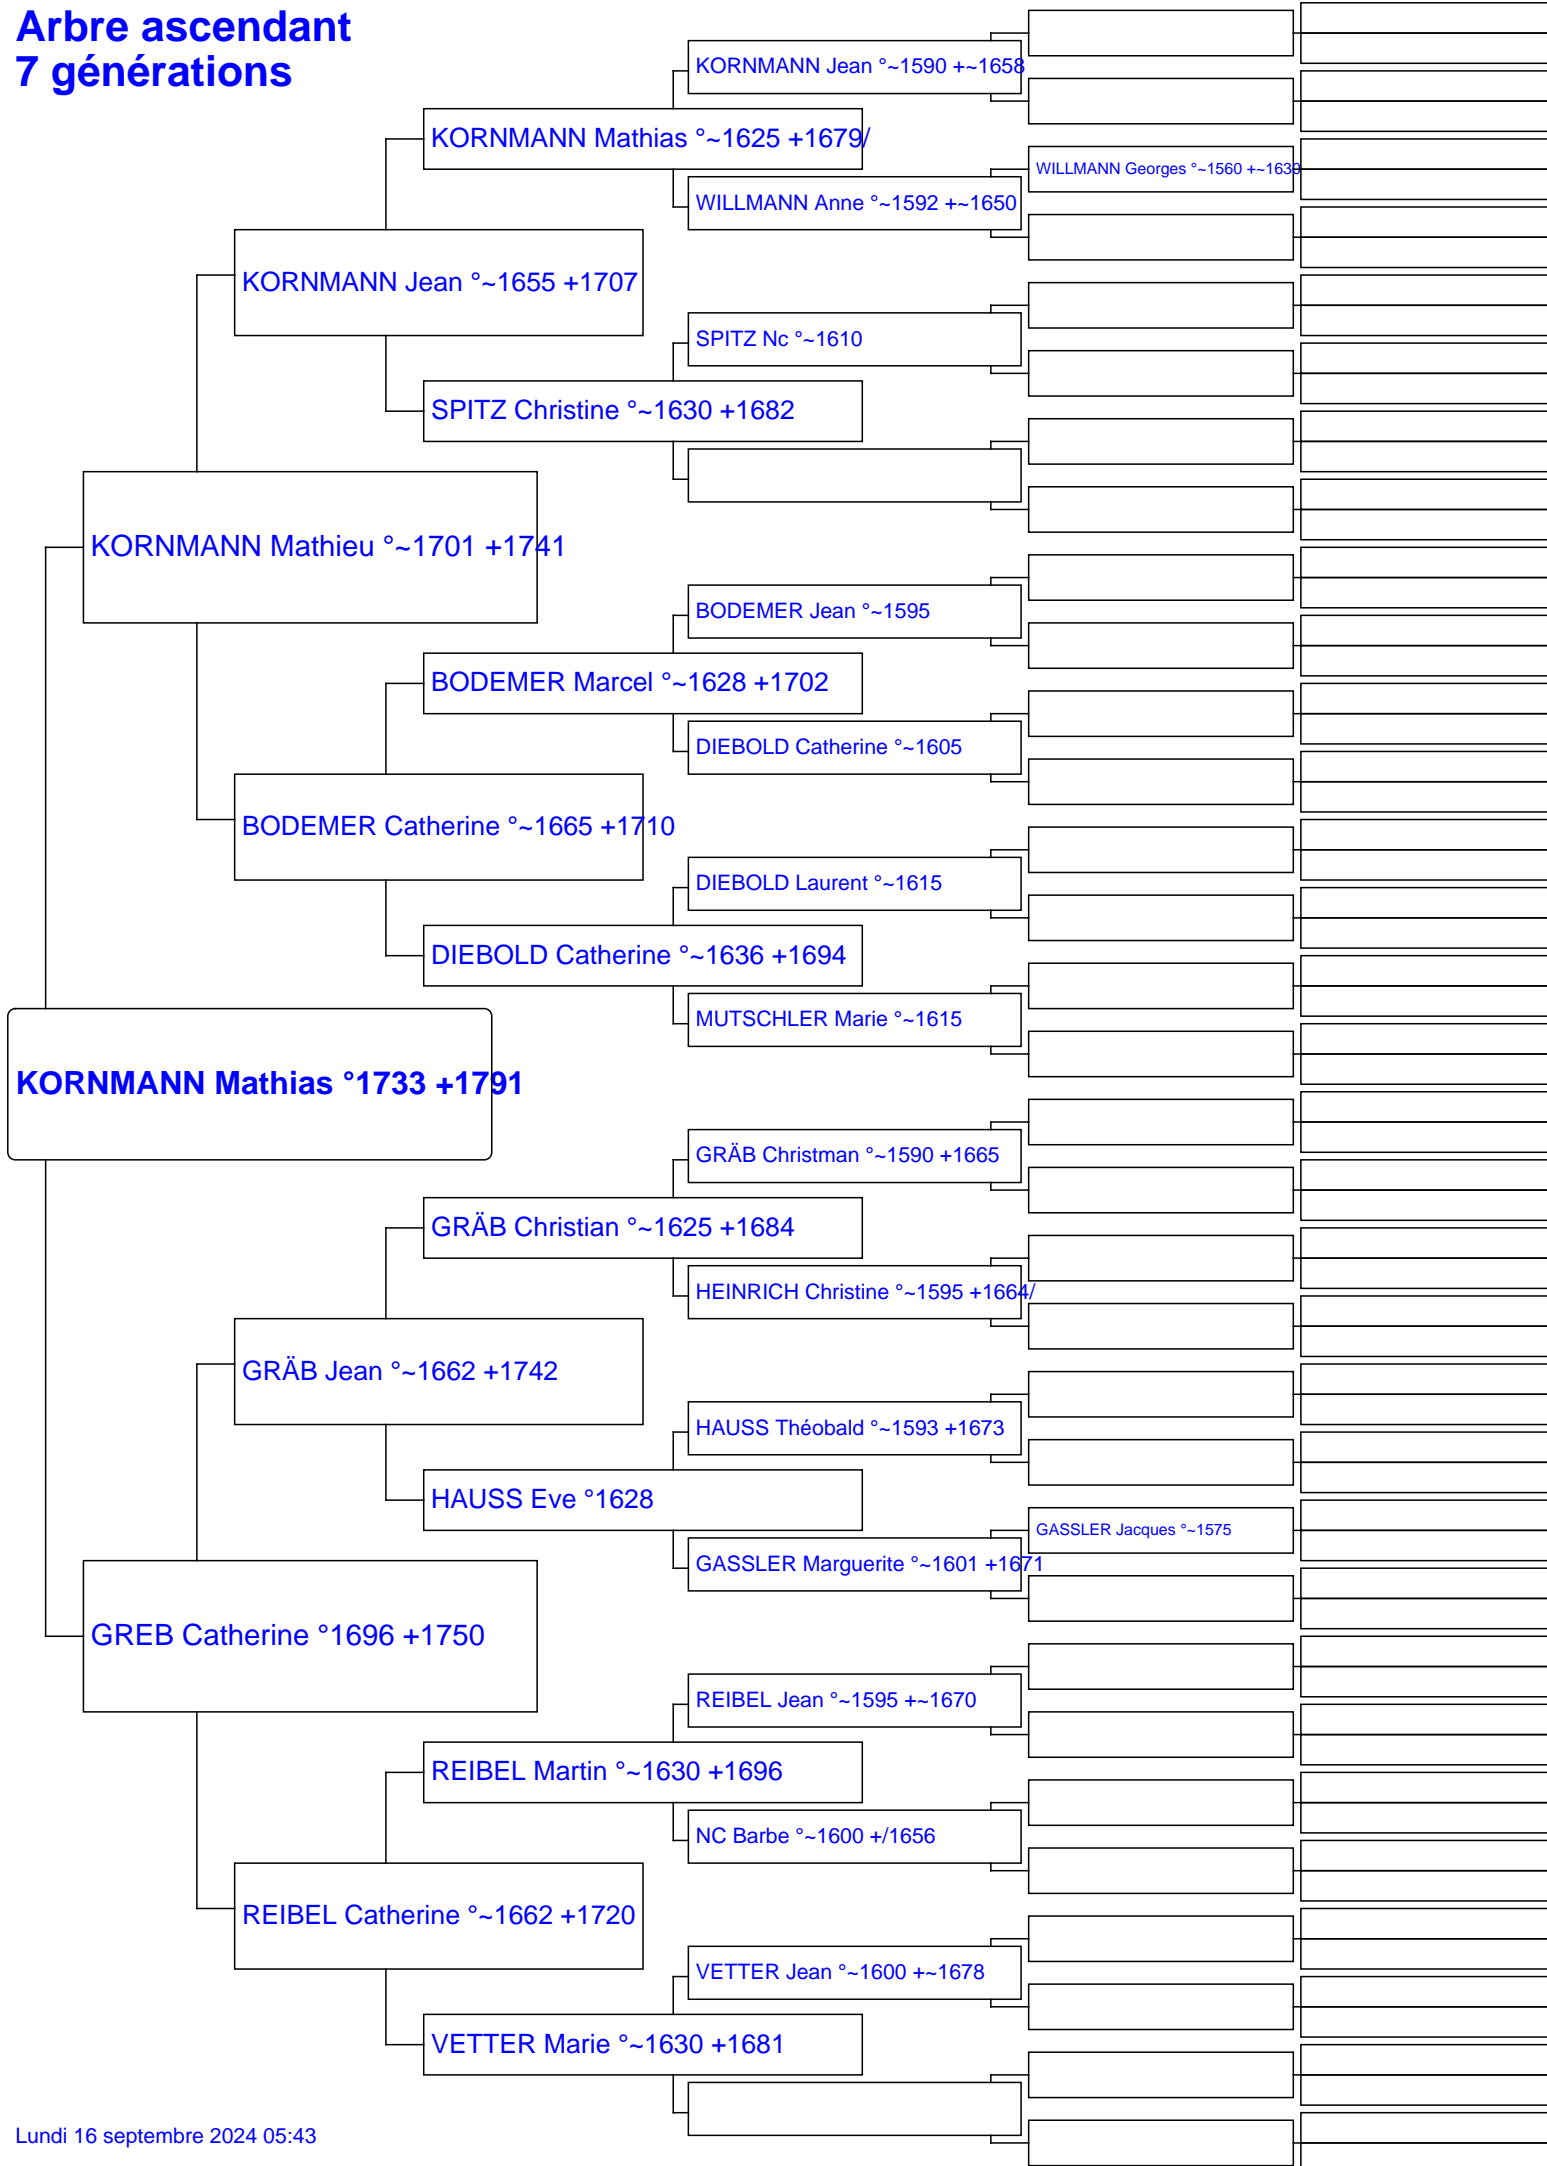 Arbre ascendant
7 générations
KORNMANN Jean °~1590 +~1658
KORNMANN Mathias °~1625 +1679/
WILLMANN Georges °~1560 +~1630
WILLMANN Anne °~1592 +~1650
KORNMANN Jean °~1655 +1707
SPITZ Nc °~1610
SPITZ Christine °~1630 +1682
KORNMANN Mathieu °~1701 +1741
BODEMER Jean °~1595
BODEMER Marcel °~1628 +1702
DIEBOLD Catherine °~1605
BODEMER Catherine °~1665 +1710
DIEBOLD Laurent °~1615
DIEBOLD Catherine °~1636 +1694
MUTSCHLER Marie °~1615
KORNMANN Mathias °1733 +1791
GRÄB Christman °~1590 +1665
GRÄB Christian °~1625 +1684
HEINRICH Christine °~1595 +1664/
GRÄB Jean °~1662 +1742
HAUSS Théobald °~1593 +1673
HAUSS Eve °1628
GASSLER Jacques °~1575
GASSLER Marguerite °~1601 +1671
GREB Catherine °1696 +1750
REIBEL Jean °~1595 +~1670
REIBEL Martin °~1630 +1696
NC Barbe °~1600 +/1656
REIBEL Catherine °~1662 +1720
VETTER Jean °~1600 +~1678
VETTER Marie °~1630 +1681
Lundi 16 septembre 2024 05:43